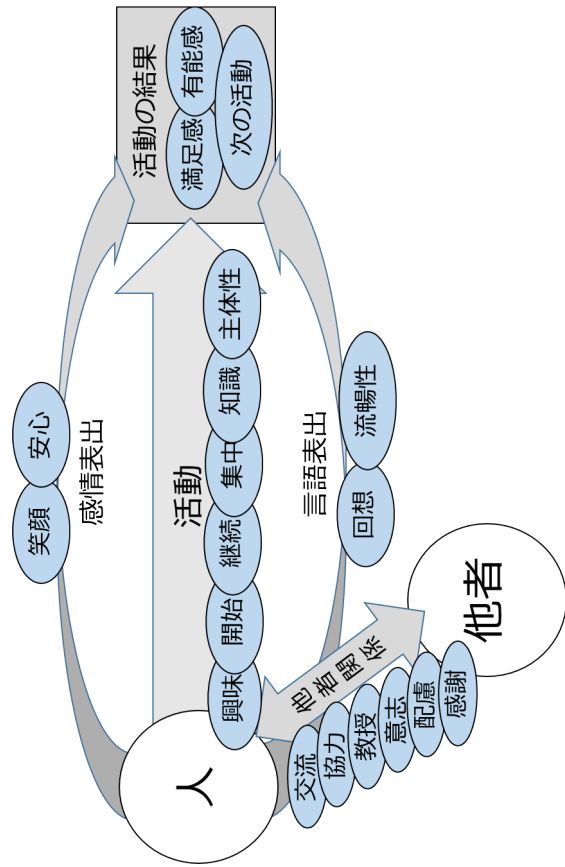 笑顔
安心
感情表出
人
活動
興味
開始
継続
集中
知識
主体性
活動の結果
満足感
有能感
次の活動
言語表出
回想
流暢性
他者関係
交流
協力
教授
意志
配慮
感謝
他者